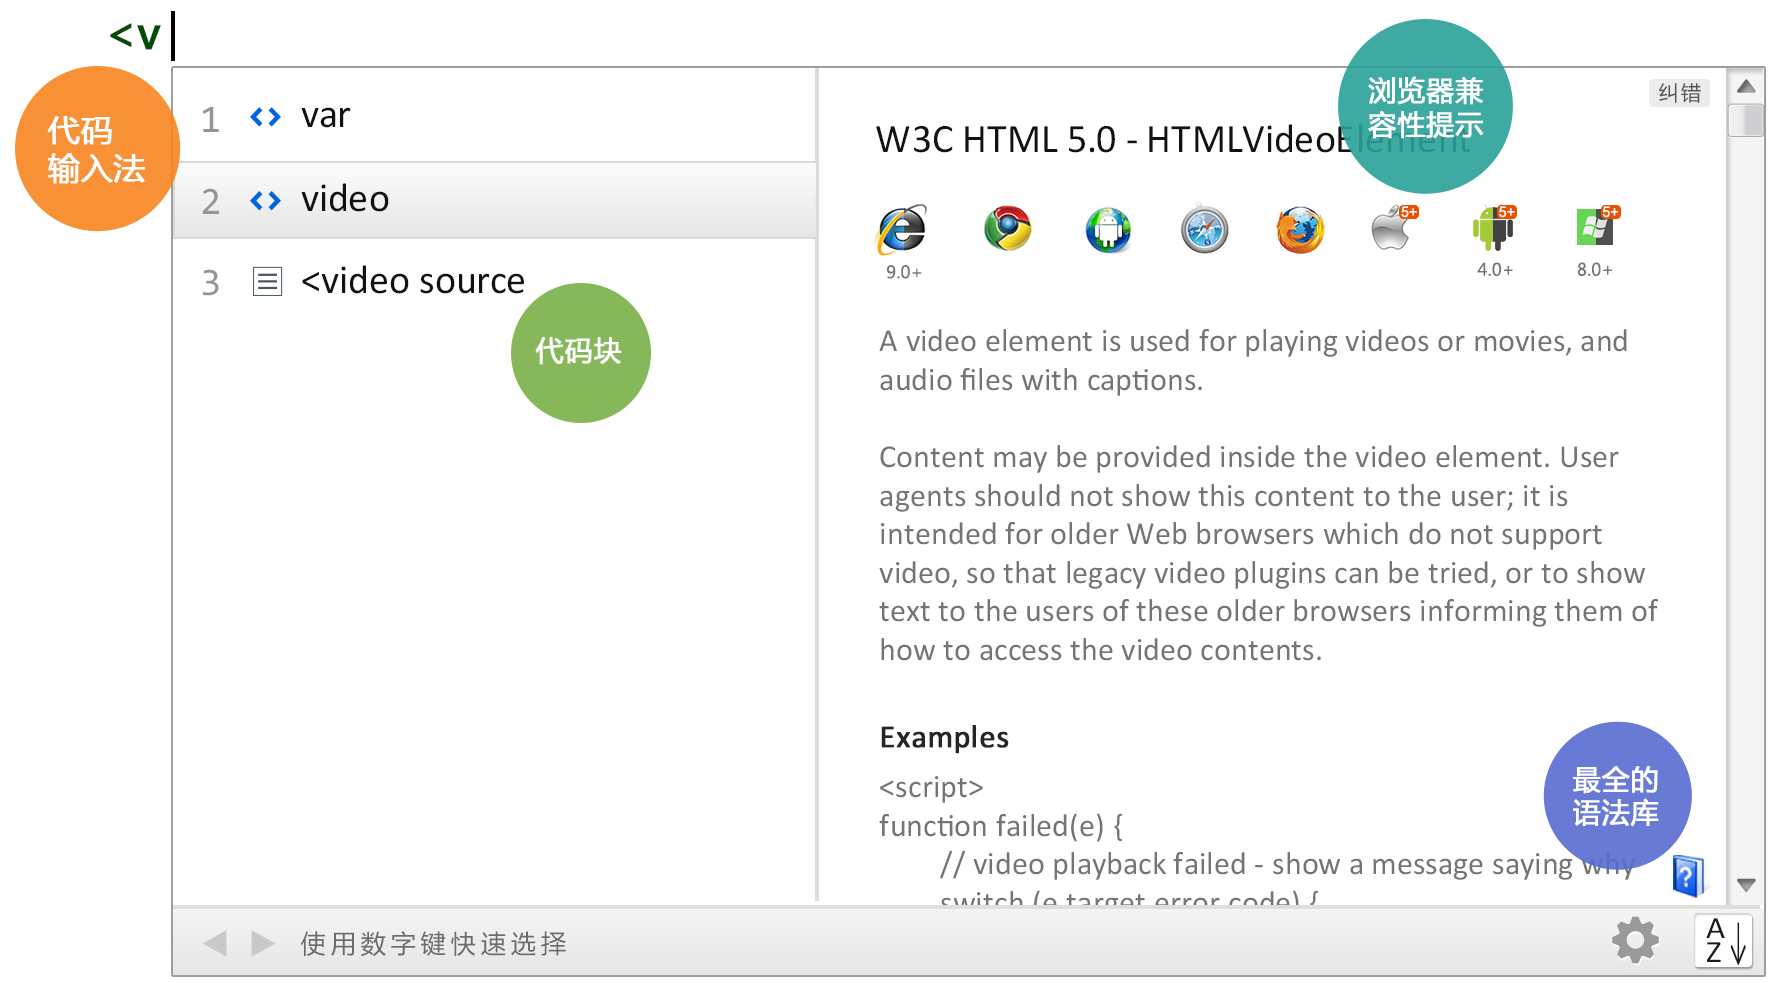 <v
代码
输入法
1 <> var
2 <> video
3 <video source
代码块
浏览器兼
容性提示
纠错
W3C HTML 5.0 - HTMLVideoElement
5+ 5+ 5+
9.0+ 4.0+ 8.0+
A video element is used for playing videos or movies, and
audio files with captions.
Content may be provided inside the video element. User
agents should not show this content to the user; it is
intended for older Web browsers which do not support
video, so that legacy video plugins can be tried, or to show
text to the users of these older browsers informing them of
how to access the video contents.
Examples
<script>
function failed(e) {
// video playback failed - show a message saying why
switch (e.target.error.code) {
最全的
语法库
?
使用数字键快速选择
A
Z